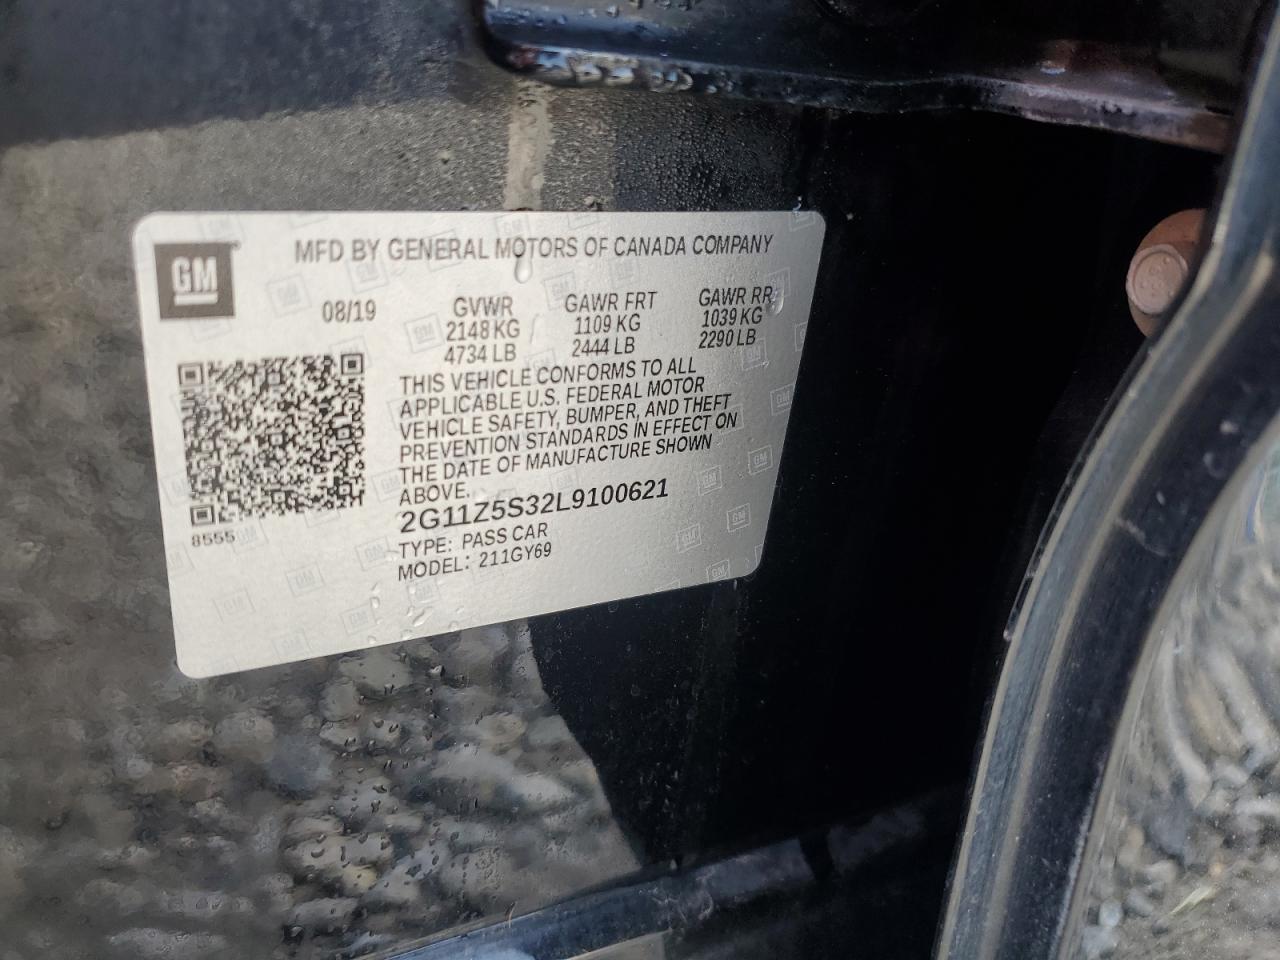 GM
MFD BY GENERAL MOTORS OF CANADA COMPANY
08/19
GVWR GAWR FRT GAWR RR
2148 KG 1109 KG 1039 KG
4734 LB 2444 LB 2290 LB
THIS VEHICLE CONFORMS TO ALL
APPLICABLE U.S. FEDERAL MOTOR
VEHICLE SAFETY, BUMPER, AND THEFT
PREVENTION STANDARDS IN EFFECT ON
THE DATE OF MANUFACTURE SHOWN
ABOVE.
2G11Z5S32L9100621
8555
TYPE: PASS CAR
MODEL: 211GY69